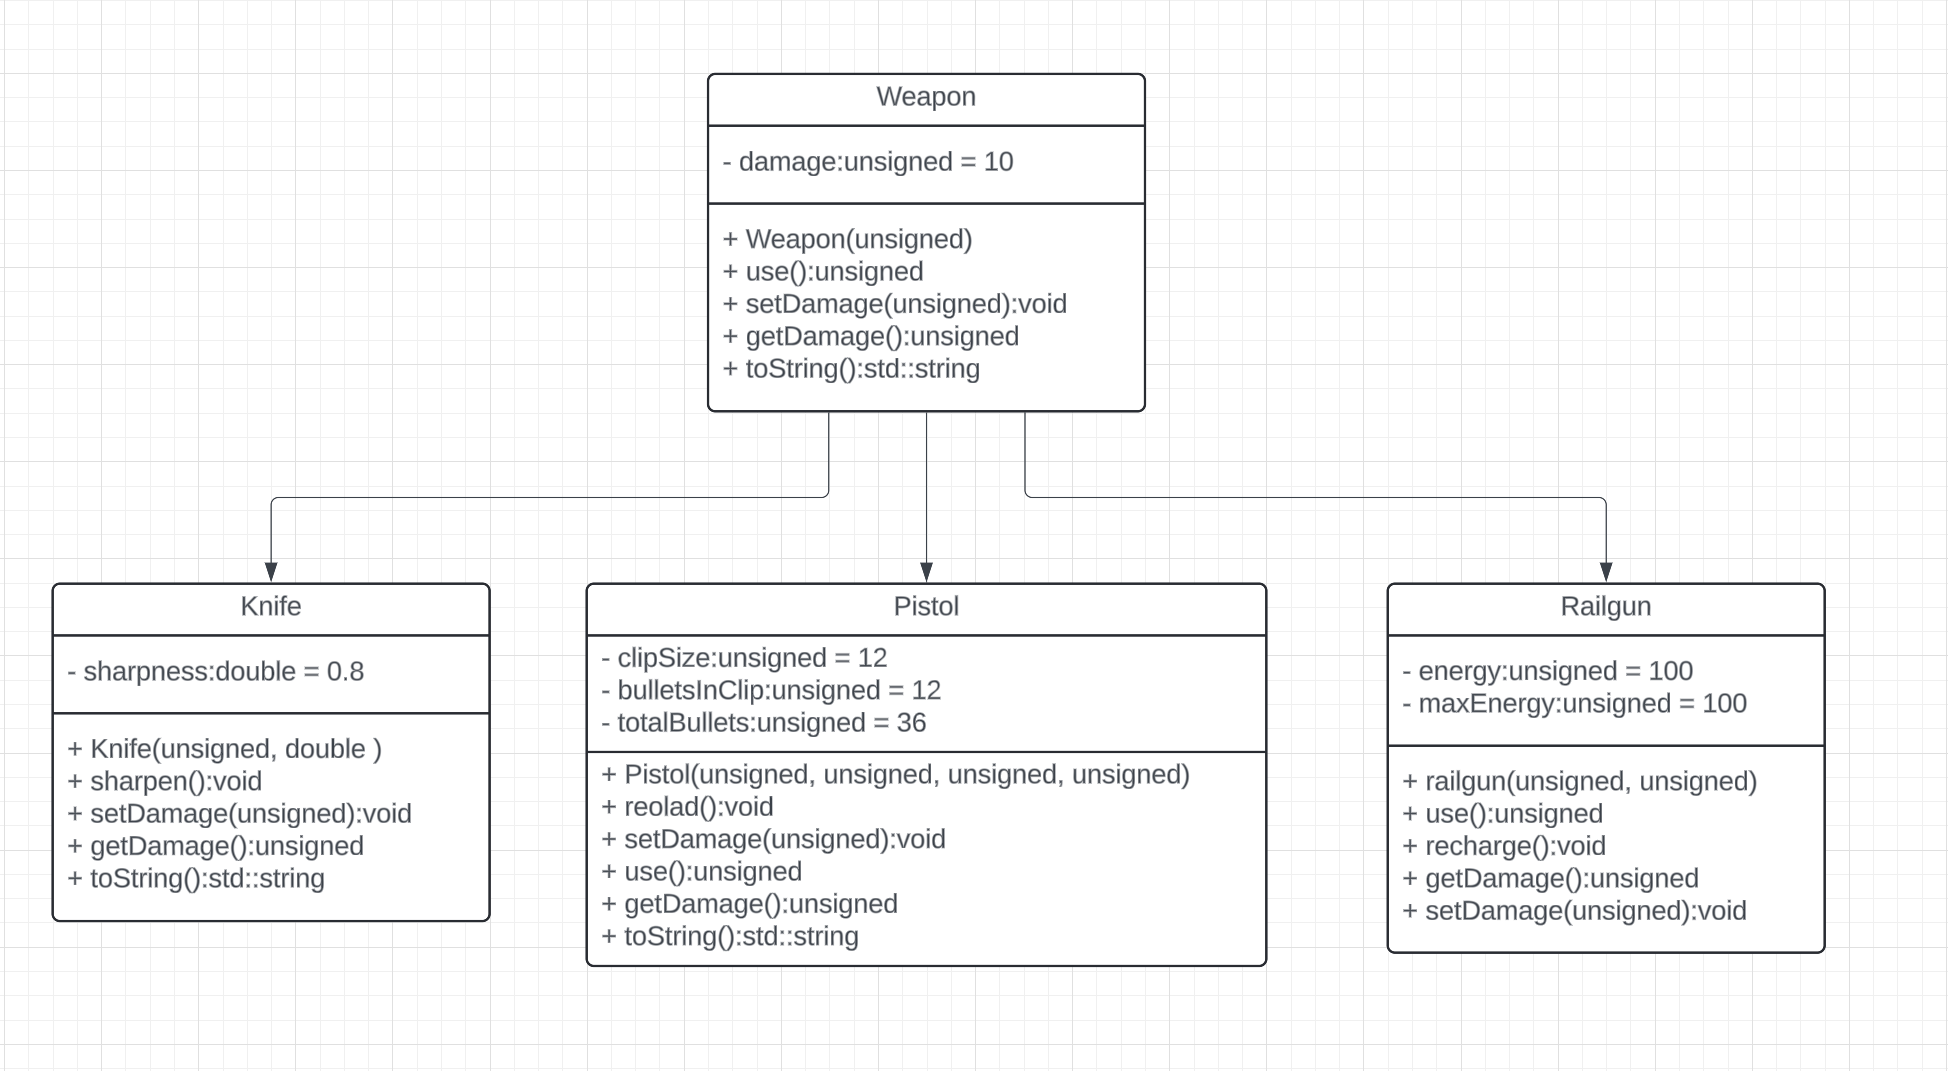 Weapon
- damage:unsigned = 10
+ Weapon(unsigned)
+ use():unsigned
+ setDamage(unsigned):void
+ getDamage():unsigned
+ toString():std::string
Knife
- sharpness:double = 0.8
+ Knife(unsigned, double )
+ sharpen():void
+ setDamage(unsigned):void
+ getDamage():unsigned
+ toString():std::string
Pistol
- clipSize:unsigned = 12
- bulletsInClip:unsigned = 12
- totalBullets:unsigned = 36
+ Pistol(unsigned, unsigned, unsigned, unsigned)
+ reolad():void
+ setDamage(unsigned):void
+ use():unsigned
+ getDamage():unsigned
+ toString():std::string
Railgun
- energy:unsigned = 100
- maxEnergy:unsigned = 100
+ railgun(unsigned, unsigned)
+ use():unsigned
+ recharge():void
+ getDamage():unsigned
+ setDamage(unsigned):void